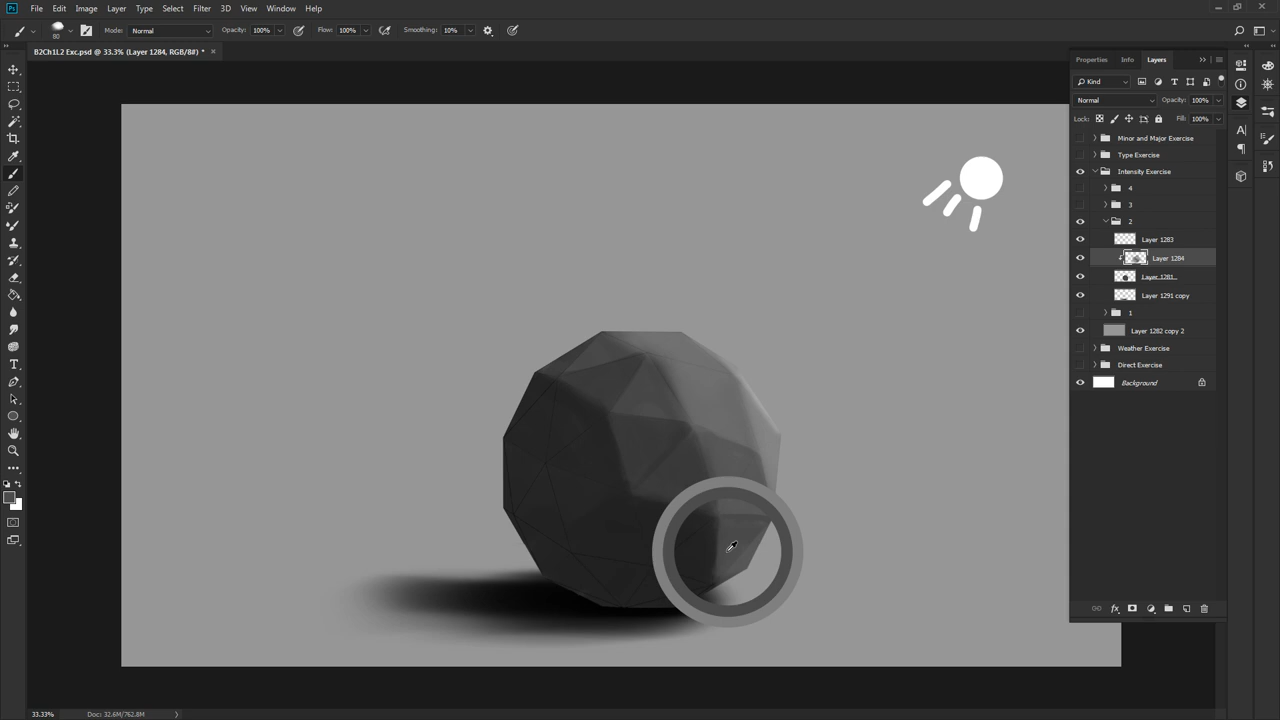 Ps File Edit Image Layer Type Select Filter 3D View Window Help
80 Mode: Normal Opacity: 100% Flow: 100% Smoothing: 10%
B2Ch1L2 Exc.psd @ 33.3% (Layer 1284, RGB/8#) * ×
Properties Info Layers
Kind
Normal Opacity: 100%
Lock: Fill: 100%
Minor and Major Exercise
Type Exercise
Intensity Exercise
4
3
2
Layer 1283
Layer 1284
Layer 1281
Layer 1291 copy
1
Layer 1282 copy 2
Weather Exercise
Direct Exercise
Background
33.33% Doc: 32.6M/762.8M